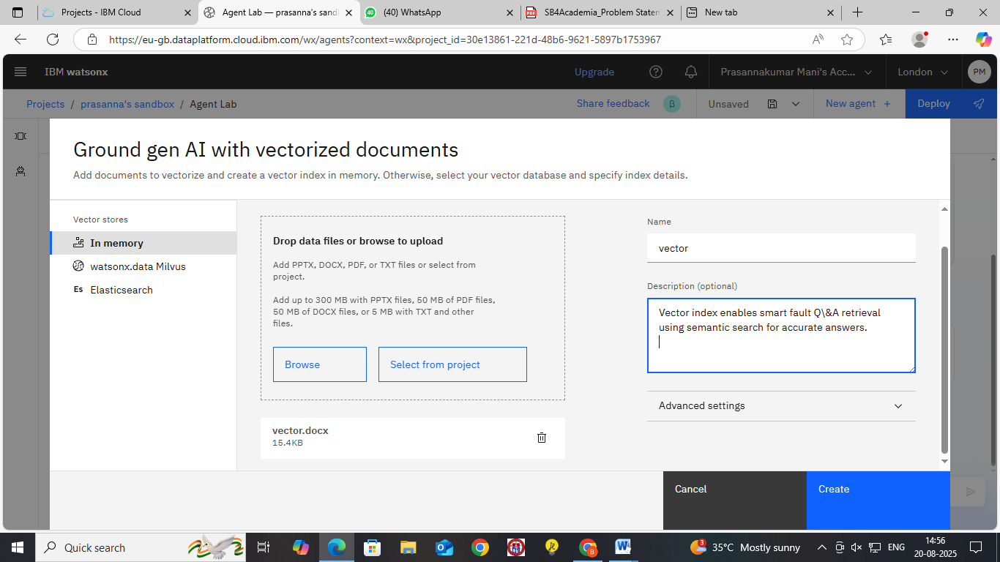 Projects - IBM Cloud
Agent Lab — prasanna's sandl
(40) WhatsApp
SB4Academia_Problem Staten
New tab
https://eu-gb.dataplatform.cloud.ibm.com/wx/agents?context=wx&project_id=30e13861-221d-48b6-9621-5897b1753967
IBM watsonx
Upgrade
Prasannakumar Mani's Acc...
London
PM
Projects / prasanna's sandbox / Agent Lab
Share feedback
β
Unsaved
New agent +
Deploy
Ground gen AI with vectorized documents
Add documents to vectorize and create a vector index in memory. Otherwise, select your vector database and specify index details.
Vector stores
In memory
watsonx.data Milvus
Es Elasticsearch
Drop data files or browse to upload
Add PPTX, DOCX, PDF, or TXT files or select from
project.
Add up to 300 MB with PPTX files, 50 MB of PDF files,
50 MB of DOCX files, or 5 MB with TXT and other
files.
Browse
Select from project
vector.docx
15.4KB
Name
vector
Description (optional)
Vector index enables smart fault Q\&A retrieval
using semantic search for accurate answers.
Advanced settings
Cancel
Create
Quick search
3
35°C Mostly sunny
ENG
14:56
20-08-2025